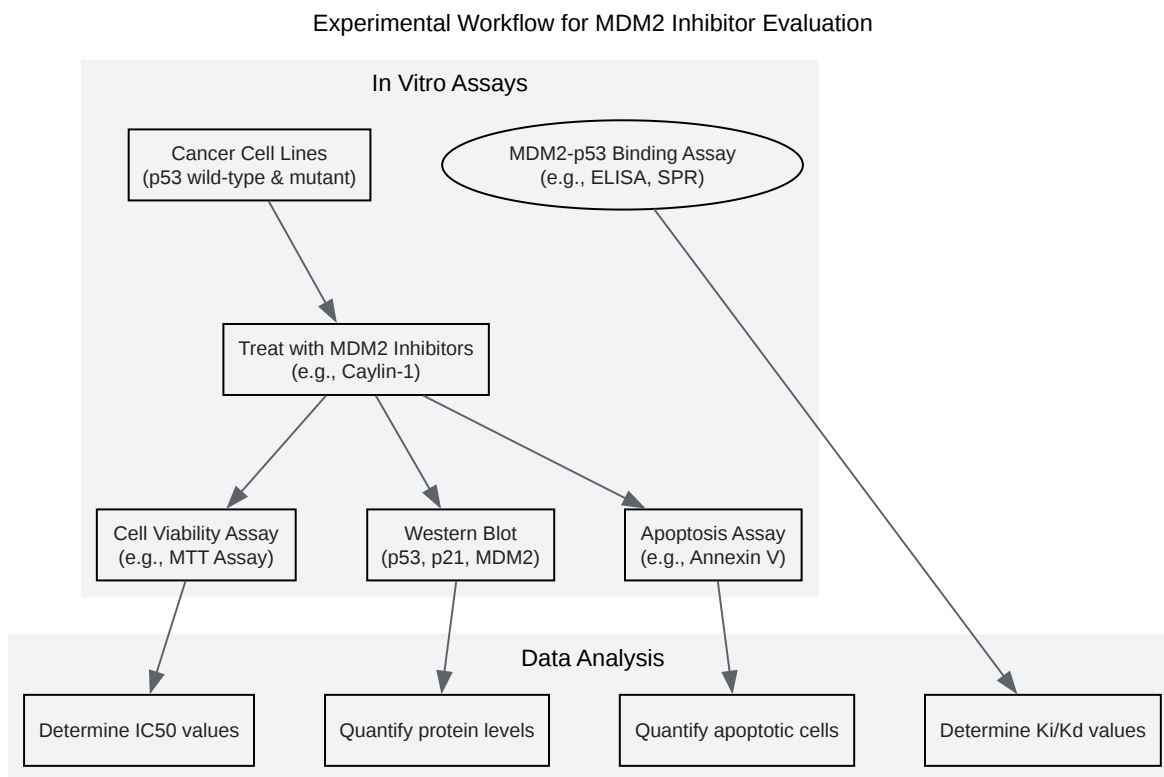 Experimental Workflow for MDM2 Inhibitor Evaluation
In Vitro Assays
Cancer Cell Lines
(p53 wild-type & mutant)
MDM2-p53 Binding Assay
(e.g., ELISA, SPR)
Treat with MDM2 Inhibitors
(e.g., Caylin-1)
Cell Viability Assay
(e.g., MTT Assay)
Western Blot
(p53, p21, MDM2)
Apoptosis Assay
(e.g., Annexin V)
Data Analysis
Determine IC50 values
Quantify protein levels
Quantify apoptotic cells
Determine Ki/Kd values